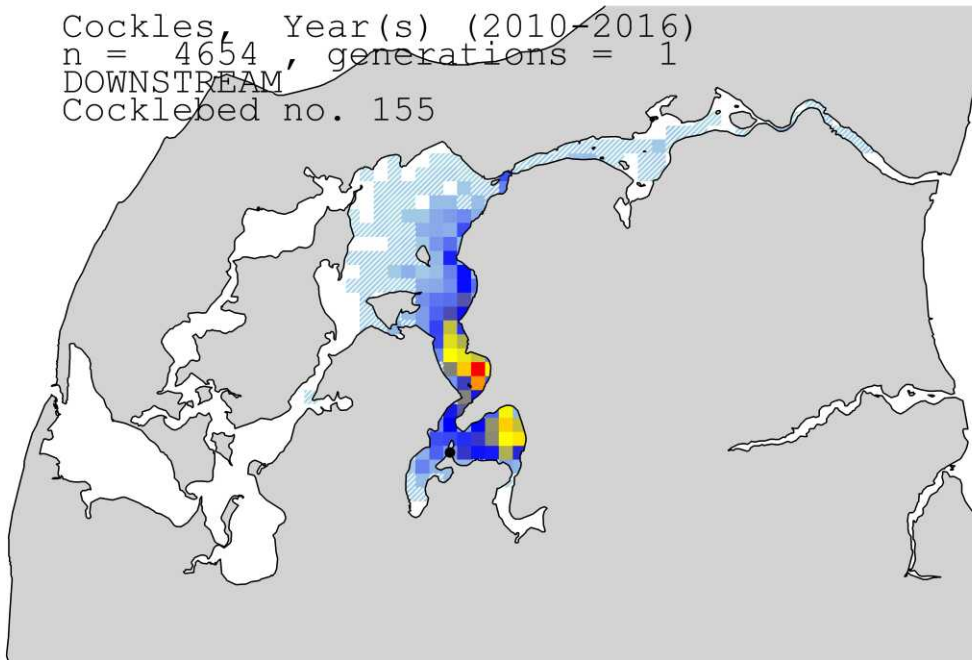 Cockles, Year(s) (2010-2016)
n = 4654 , generations = 1
DOWNSTREAM
Cocklebed no. 155